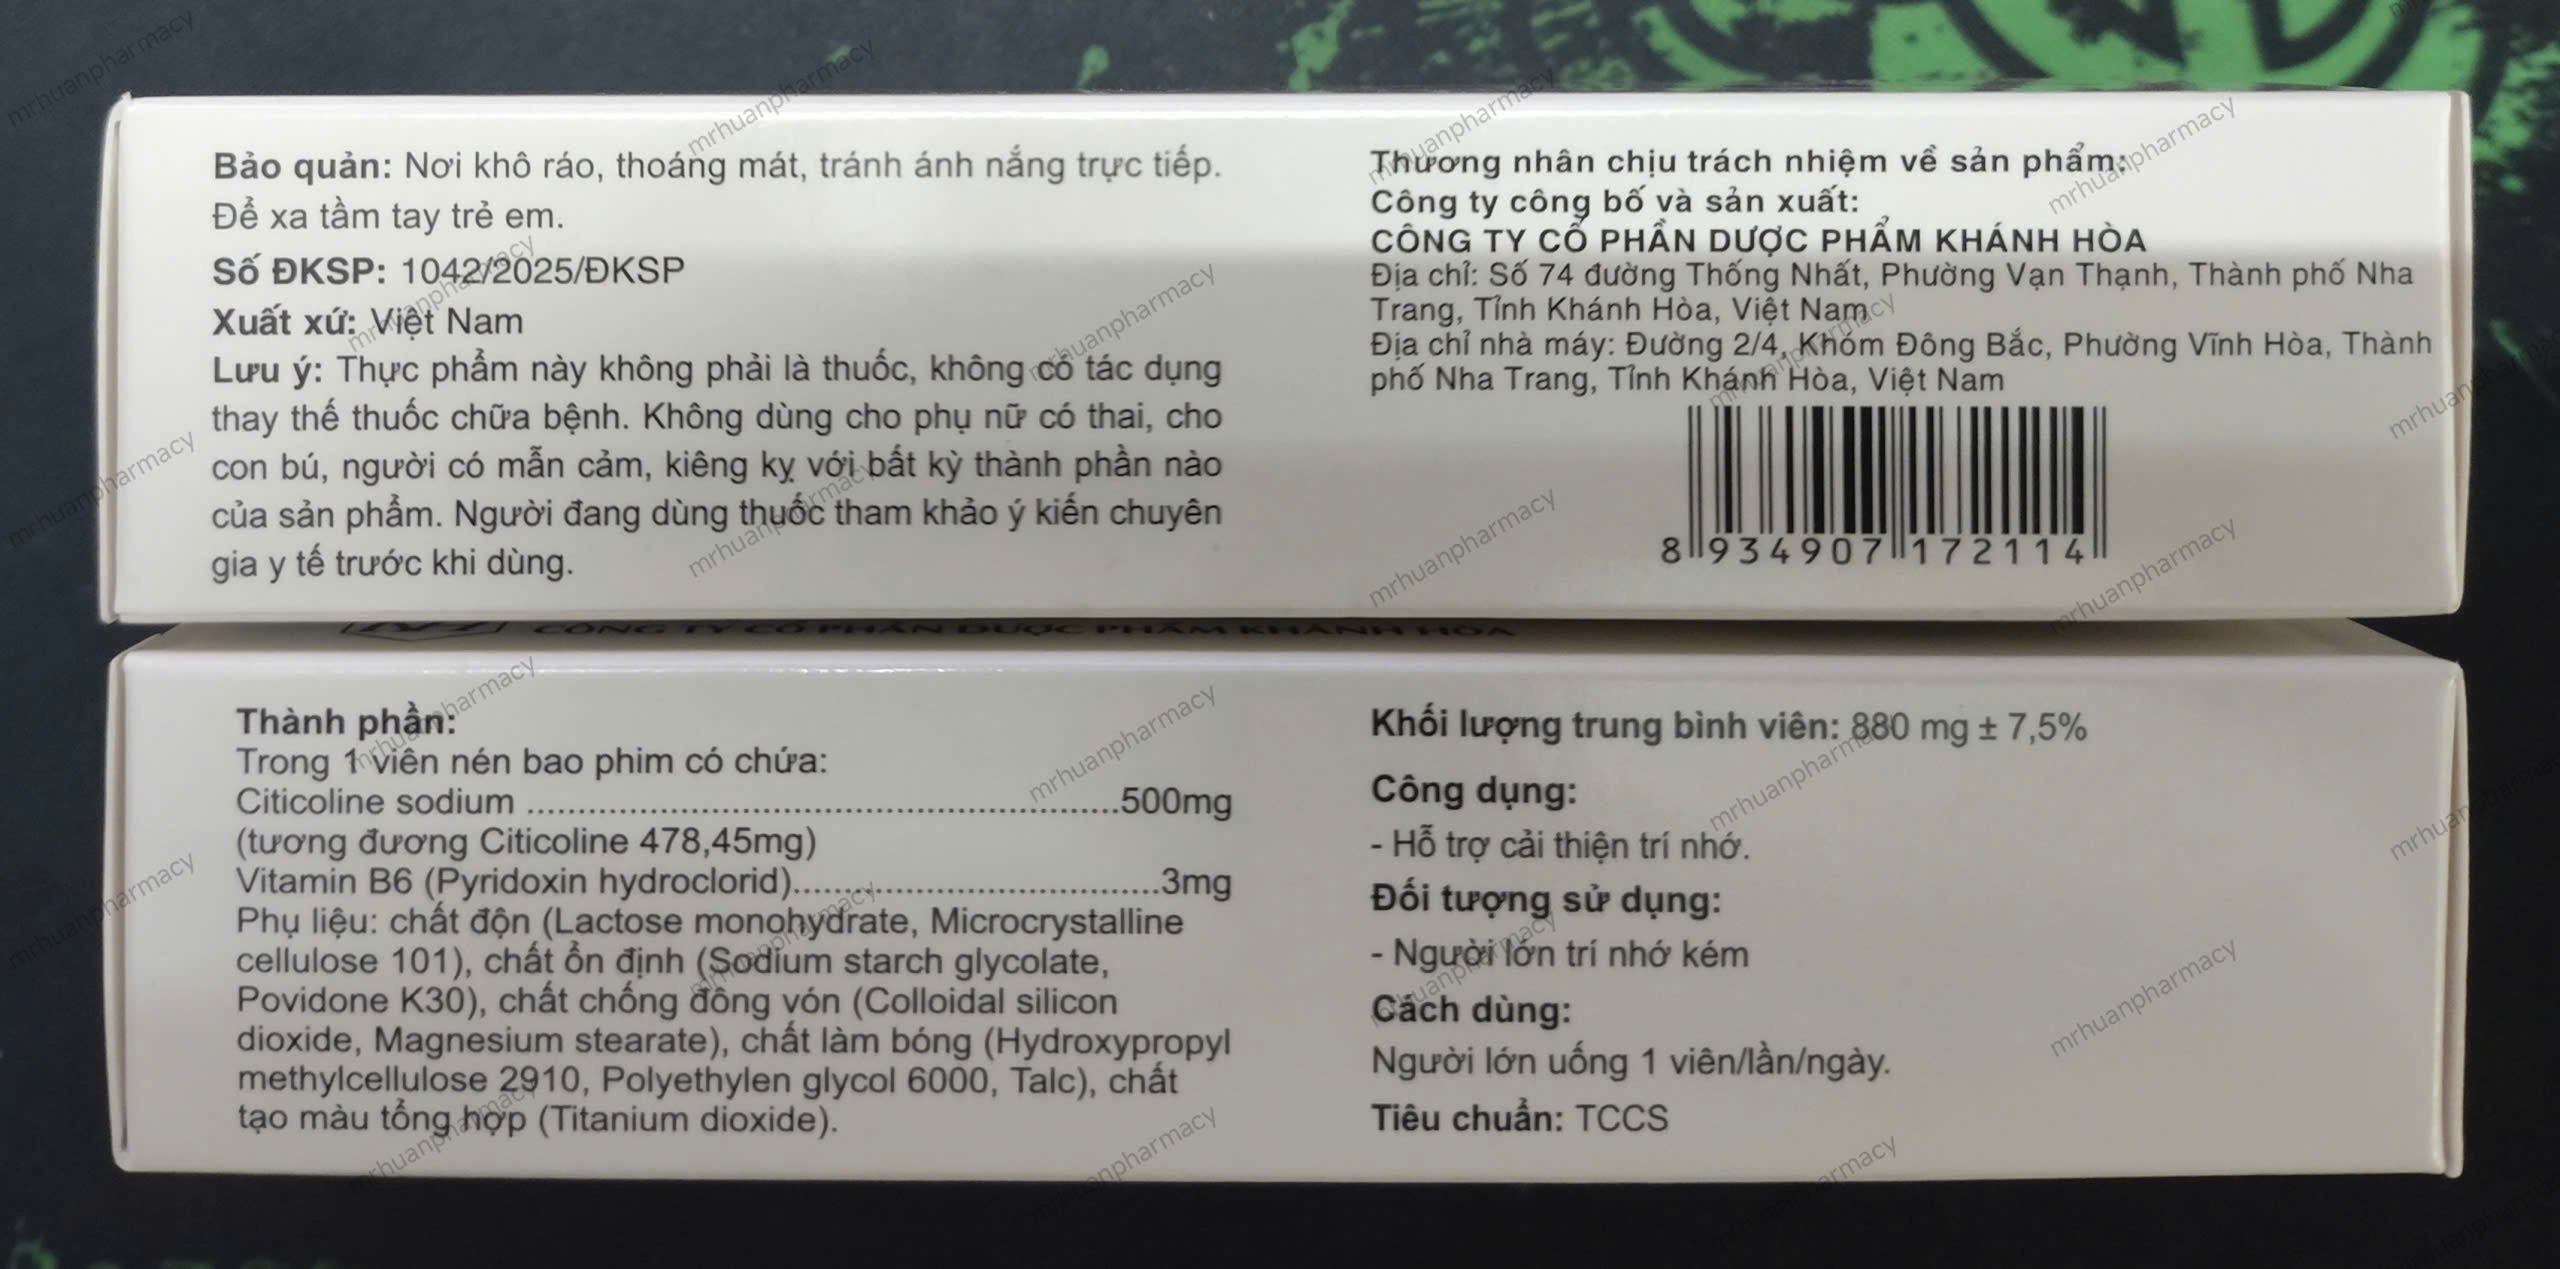 Bảo quản: Nơi khô ráo, thoáng mát, tránh ánh nắng trực tiếp.
Để xa tầm tay trẻ em.
Số ĐKSP: 1042/2025/ĐKSP
Xuất xứ: Việt Nam
Lưu ý: Thực phẩm này không phải là thuốc, không có tác dụng
thay thế thuốc chữa bệnh. Không dùng cho phụ nữ có thai, cho
con bú, người có mẫn cảm, kiêng kỵ với bất kỳ thành phần nào
của sản phẩm. Người đang dùng thuốc tham khảo ý kiến chuyên
gia y tế trước khi dùng.
Thương nhân chịu trách nhiệm về sản phẩm:
Công ty công bố và sản xuất:
CÔNG TY CỔ PHẦN DƯỢC PHẨM KHÁNH HÒA
Địa chỉ: Số 74 đường Thống Nhất, Phường Vạn Thạnh, Thành phố Nha
Trang, Tỉnh Khánh Hòa, Việt Nam
Địa chỉ nhà máy: Đường 2/4, Khóm Đông Bắc, Phường Vĩnh Hòa, Thành
phố Nha Trang, Tỉnh Khánh Hòa, Việt Nam
8 934907 172114
CÔNG TY CỔ PHẦN DƯỢC PHẨM KHÁNH HÒA
Thành phần:
Trong 1 viên nén bao phim có chứa:
Citicoline sodium ..........................................................500mg
(tương đương Citicoline 478,45mg)
Vitamin B6 (Pyridoxin hydroclorid)....................................3mg
Phụ liệu: chất độn (Lactose monohydrate, Microcrystalline
cellulose 101), chất ổn định (Sodium starch glycolate,
Povidone K30), chất chống đông vón (Colloidal silicon
dioxide, Magnesium stearate), chất làm bóng (Hydroxypropyl
methylcellulose 2910, Polyethylen glycol 6000, Talc), chất
tạo màu tổng hợp (Titanium dioxide).
Khối lượng trung bình viên: 880 mg ± 7,5%
Công dụng:
- Hỗ trợ cải thiện trí nhớ.
Đối tượng sử dụng:
- Người lớn trí nhớ kém
Cách dùng:
Người lớn uống 1 viên/lần/ngày.
Tiêu chuẩn: TCCS
mrhuanpharmacy